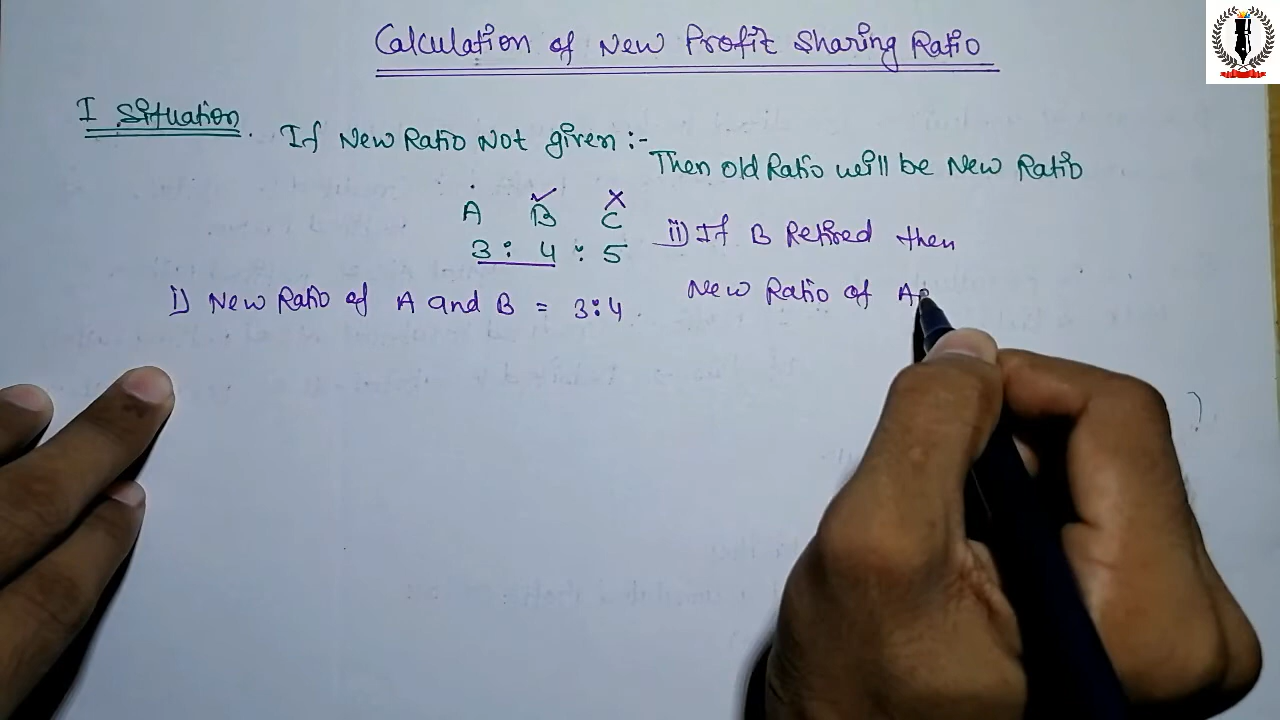 Calculation of New Profit Sharing Ratio
I Situation. If New Ratio Not given :-
Then old Ratio will be New Ratio
A B C
3 : 4 : 5
i) New Ratio of A and B = 3:4
ii) If B Retired then
New Ratio of A